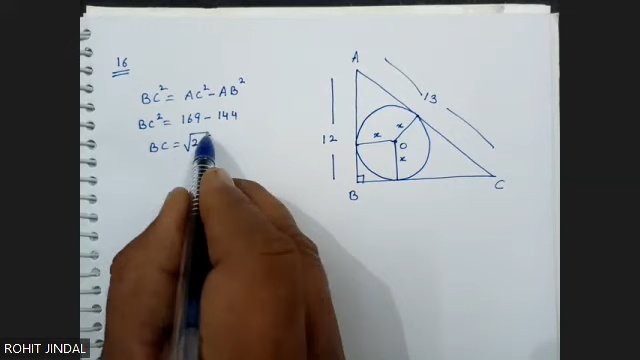 16
BC² = AC² - AB²
BC² = 169 - 144
BC = √2
A
13
x
x
12
O
x
B
C
ROHIT JINDAL